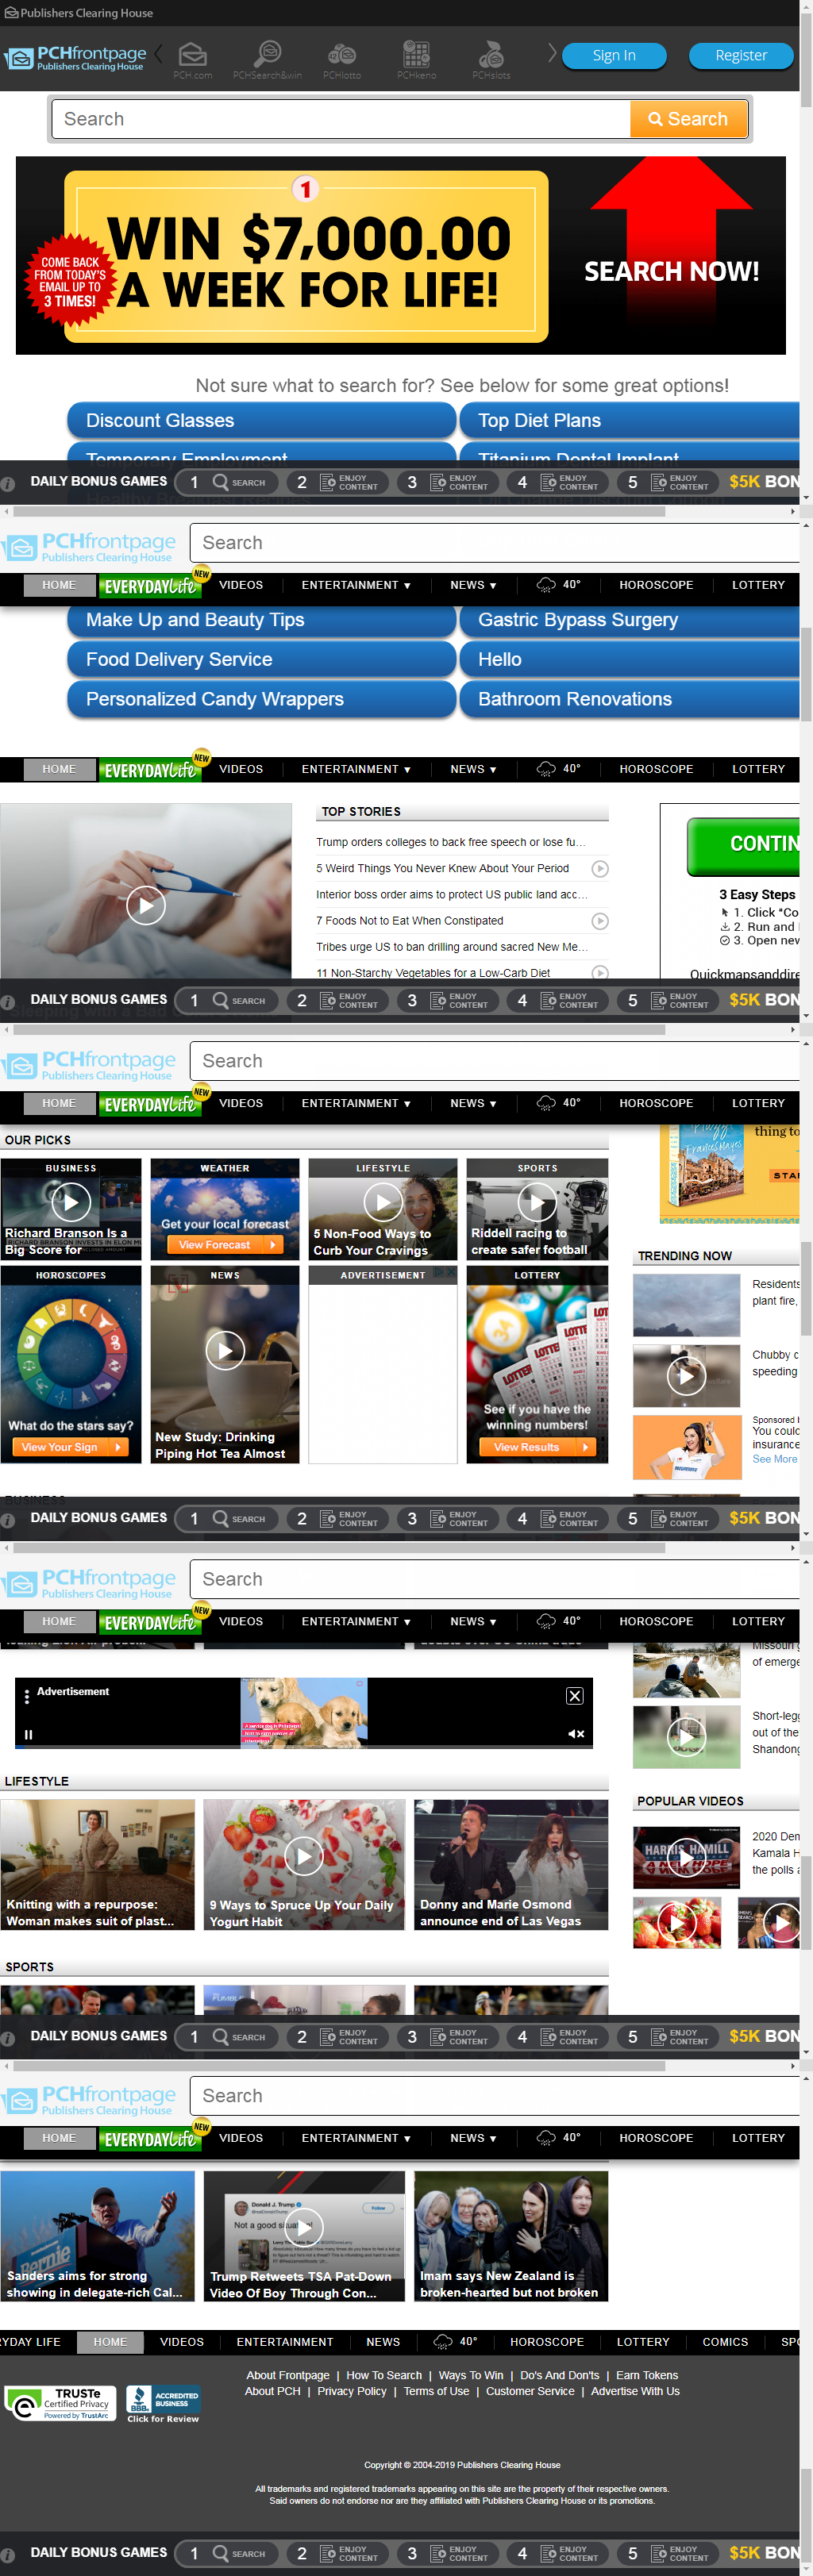 Publishers Clearing House
PCHfrontpage
Publishers Clearing House
PCH.com
PCHSearch&win
PCHlotto
PCHkeno
PCHslots
Sign In
Register
Search
Search
1
WIN $7,000.00
A WEEK FOR LIFE!
COME BACK
FROM TODAY'S
EMAIL UP TO
3 TIMES!
SEARCH NOW!
Not sure what to search for? See below for some great options!
Discount Glasses
Top Diet Plans
Temporary Employment
Titanium Dental Implant
DAILY BONUS GAMES
1 SEARCH
2 ENJOY CONTENT
3 ENJOY CONTENT
4 ENJOY CONTENT
5 ENJOY CONTENT
$5K BON
PCHfrontpage
Publishers Clearing House
Search
HOME
EVERYDAYLife
NEW
VIDEOS
ENTERTAINMENT
NEWS
40°
HOROSCOPE
LOTTERY
Make Up and Beauty Tips
Gastric Bypass Surgery
Food Delivery Service
Hello
Personalized Candy Wrappers
Bathroom Renovations
HOME
EVERYDAYLife
NEW
VIDEOS
ENTERTAINMENT
NEWS
40°
HOROSCOPE
LOTTERY
TOP STORIES
Trump orders colleges to back free speech or lose fu...
5 Weird Things You Never Knew About Your Period
Interior boss order aims to protect US public land acc...
7 Foods Not to Eat When Constipated
Tribes urge US to ban drilling around sacred New Me...
11 Non-Starchy Vegetables for a Low-Carb Diet
CONTIN
3 Easy Steps
1. Click "Co
2. Run and
3. Open new
Quickmapsanddire
DAILY BONUS GAMES
1 SEARCH
2 ENJOY CONTENT
3 ENJOY CONTENT
4 ENJOY CONTENT
5 ENJOY CONTENT
$5K BON
PCHfrontpage
Publishers Clearing House
Search
HOME
EVERYDAYLife
NEW
VIDEOS
ENTERTAINMENT
NEWS
40°
HOROSCOPE
LOTTERY
OUR PICKS
BUSINESS
Richard Branson Is a
Big Score for
WEATHER
Get your local forecast
View Forecast
LIFESTYLE
5 Non-Food Ways to
Curb Your Cravings
SPORTS
Riddell racing to
create safer football
Frances Mayes
thing to
STAR
HOROSCOPES
What do the stars say?
View Your Sign
NEWS
New Study: Drinking
Piping Hot Tea Almost
ADVERTISEMENT
LOTTERY
See if you have the
winning numbers!
View Results
TRENDING NOW
Residents
plant fire,
Chubby c
speeding
Sponsored
You could
insurance
See More
BUSINESS
DAILY BONUS GAMES
1 SEARCH
2 ENJOY CONTENT
3 ENJOY CONTENT
4 ENJOY CONTENT
5 ENJOY CONTENT
$5K BON
PCHfrontpage
Publishers Clearing House
Search
HOME
EVERYDAYLife
NEW
VIDEOS
ENTERTAINMENT
NEWS
40°
HOROSCOPE
LOTTERY
Missouri
of emerge
Advertisement
Short-legg
out of the
Shandong
LIFESTYLE
Knitting with a repurpose:
Woman makes suit of plast...
9 Ways to Spruce Up Your Daily
Yogurt Habit
Donny and Marie Osmond
announce end of Las Vegas
POPULAR VIDEOS
HARRIS, HAMILL
A NEW HOPE
2020 Dem
Kamala H
the polls a
SPORTS
DAILY BONUS GAMES
1 SEARCH
2 ENJOY CONTENT
3 ENJOY CONTENT
4 ENJOY CONTENT
5 ENJOY CONTENT
$5K BON
PCHfrontpage
Publishers Clearing House
Search
HOME
EVERYDAYLife
NEW
VIDEOS
ENTERTAINMENT
NEWS
40°
HOROSCOPE
LOTTERY
Bernie
Sanders aims for strong
showing in delegate-rich Cal...
Donald J. Trump
Follow
Not a good situation!
Trump Retweets TSA Pat-Down
Video Of Boy Through Con...
Imam says New Zealand is
broken-hearted but not broken
RYDAY LIFE
HOME
VIDEOS
ENTERTAINMENT
NEWS
40°
HOROSCOPE
LOTTERY
COMICS
SPO
About Frontpage | How To Search | Ways To Win | Do's And Don'ts | Earn Tokens
About PCH | Privacy Policy | Terms of Use | Customer Service | Advertise With Us
TRUSTe
Certified Privacy
Powered by TrustArc
BBB
ACCREDITED
BUSINESS
Click for Review
Copyright © 2004-2019 Publishers Clearing House
All trademarks and registered trademarks appearing on this site are the property of their respective owners.
Said owners do not endorse nor are they affiliated with Publishers Clearing House or its promotions.
DAILY BONUS GAMES
1 SEARCH
2 ENJOY CONTENT
3 ENJOY CONTENT
4 ENJOY CONTENT
5 ENJOY CONTENT
$5K BON